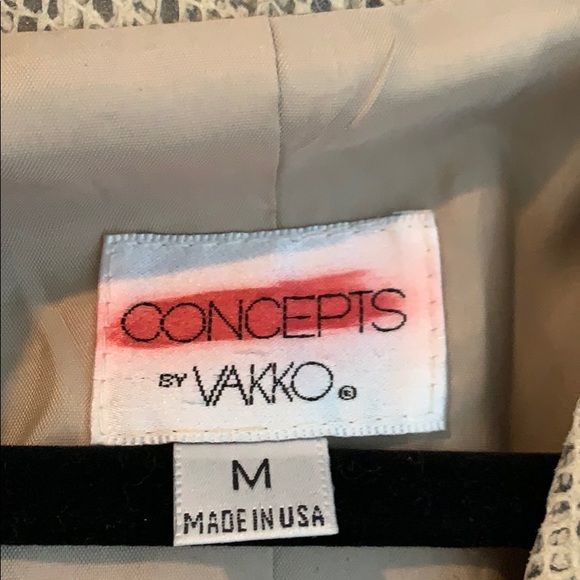 CONCEPTS
BY VAKKO®
M
MADE IN USA